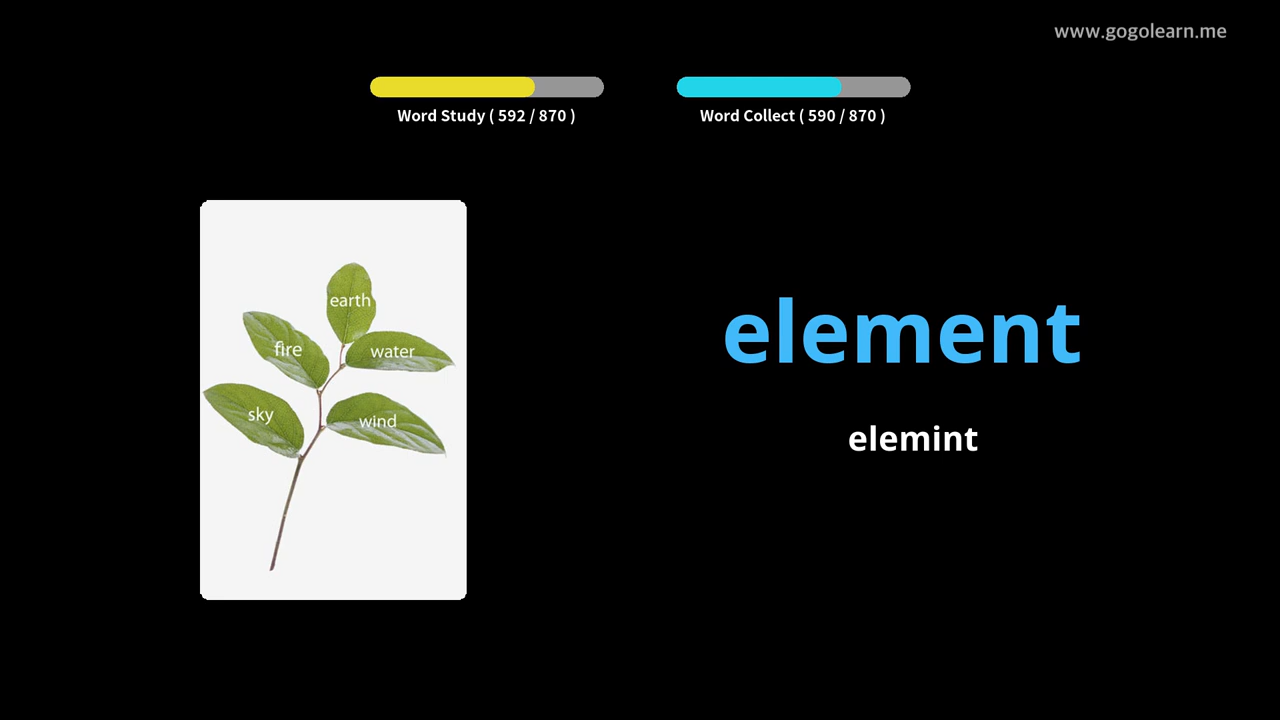 www.gogolearn.me
Word Study ( 592 / 870 )
Word Collect ( 590 / 870 )
earth
fire
water
sky
wind
element
elemint